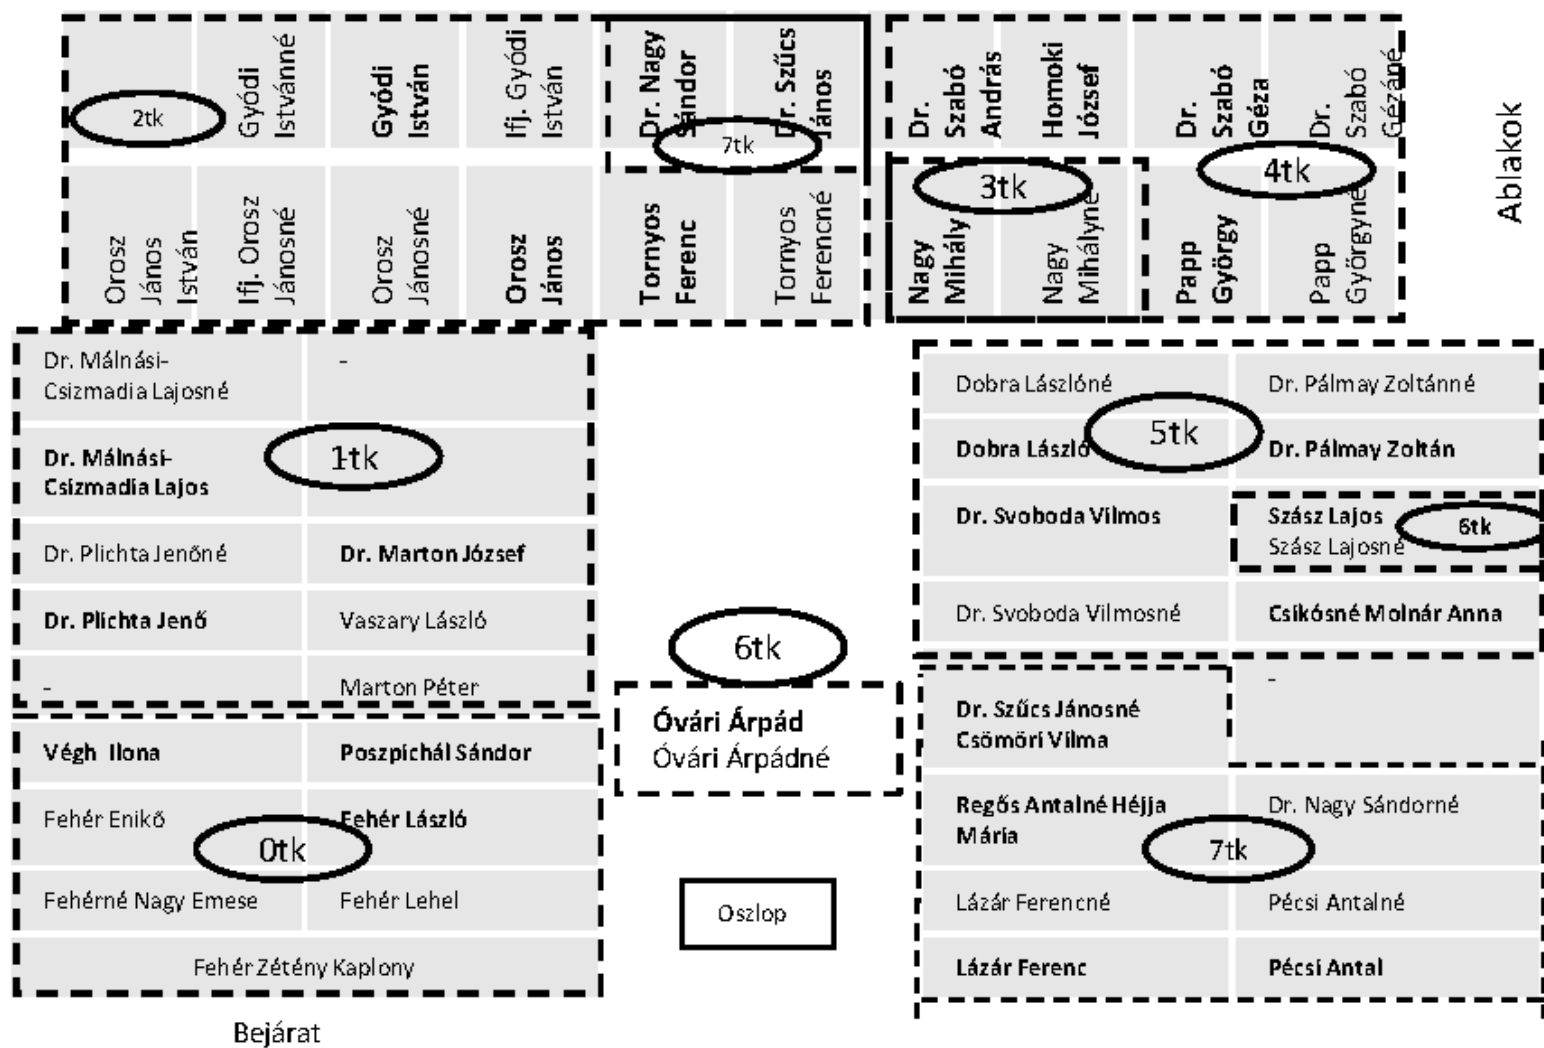 2tk
Gyódi
Istvánné
Gyódi
István
Ifj. Gyódi
István
Dr. Nagy
Sándor
Dr. Szűcs
János
7tk
Dr.
Szabó
András
Homoki
József
Dr.
Szabó
Géza
Dr.
Szabó
Gézáné
Ablakok
3tk
4tk
Orosz
János
István
Ifj. Orosz
Jánosné
Orosz
Jánosné
Orosz
János
Tornyos
Ferenc
Tornyos
Ferencné
Nagy
Mihály
Nagy
Mihályné
Papp
György
Papp
Györgyné
Dr. Málnási-
Csizmadia Lajosné
-
Dr. Málnási-
Csizmadia Lajos
1tk
Dr. Plichta Jenőné
Dr. Marton József
Dr. Plichta Jenő
Vaszary László
-
Marton Péter
Dobra Lászlóné
Dr. Pálmay Zoltánné
5tk
Dobra László
Dr. Pálmay Zoltán
Dr. Svoboda Vilmos
Szász Lajos
Szász Lajosné
6tk
Dr. Svoboda Vilmosné
Csikósné Molnár Anna
6tk
Óvári Árpád
Óvári Árpádné
Végh Ilona
Poszpichál Sándor
Fehér Enikő
Fehér László
0tk
Fehérné Nagy Emese
Fehér Lehel
Fehér Zétény Kaplony
Oszlop
Dr. Szűcs Jánosné
Csömöri Vilma
-
Regős Antalné Héjja
Mária
Dr. Nagy Sándorné
7tk
Lázár Ferencné
Pécsi Antalné
Lázár Ferenc
Pécsi Antal
Bejárat